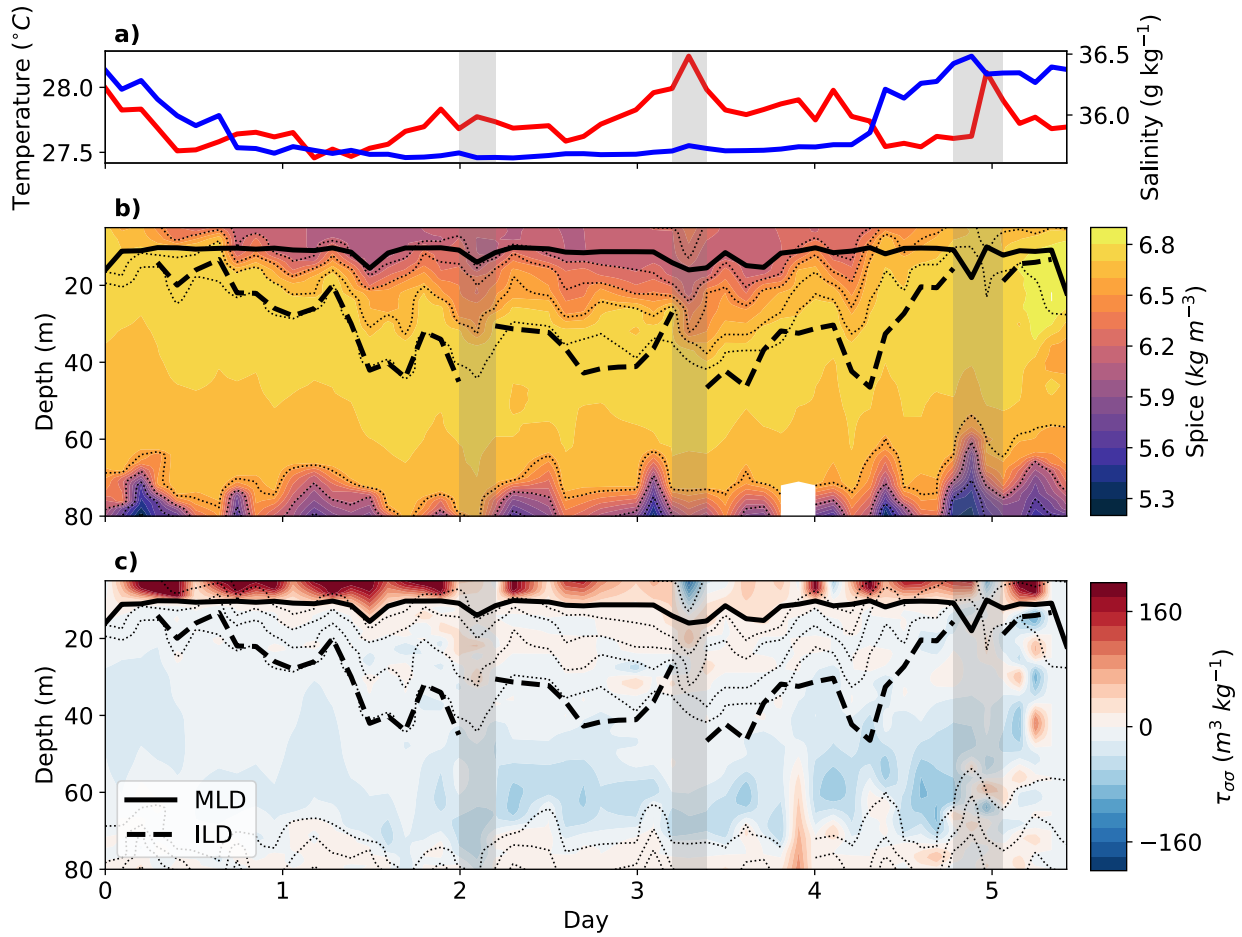 a)
Temperature (°C)
28.0
27.5
36.5
36.0
Salinity (g kg⁻¹)
b)
Depth (m)
20
40
60
80
6.8
6.5
6.2
5.9
5.6
5.3
Spice (kg m⁻³)
c)
Depth (m)
20
40
60
80
MLD
ILD
0
1
2
3
4
5
Day
160
0
−160
τσσ (m³ kg⁻¹)